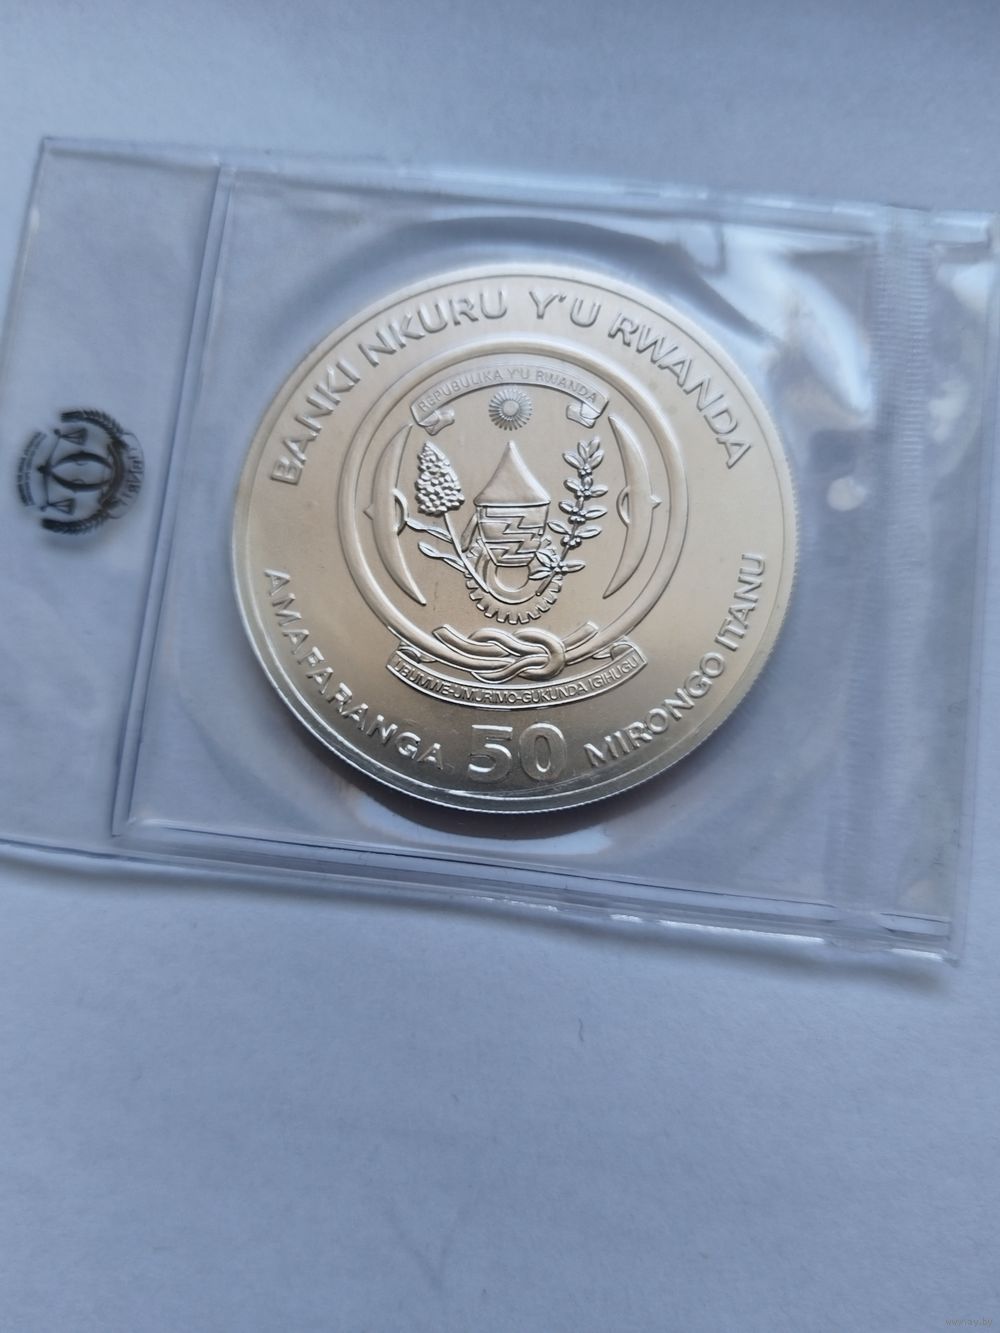 BANKI NKURU Y'U RWANDA
REPUBULIKA Y'U RWANDA
UBUMWE-UMURIMO-GUKUNDA IGIHUGU
AMAFARANGA 50 MIRONGO ITANU